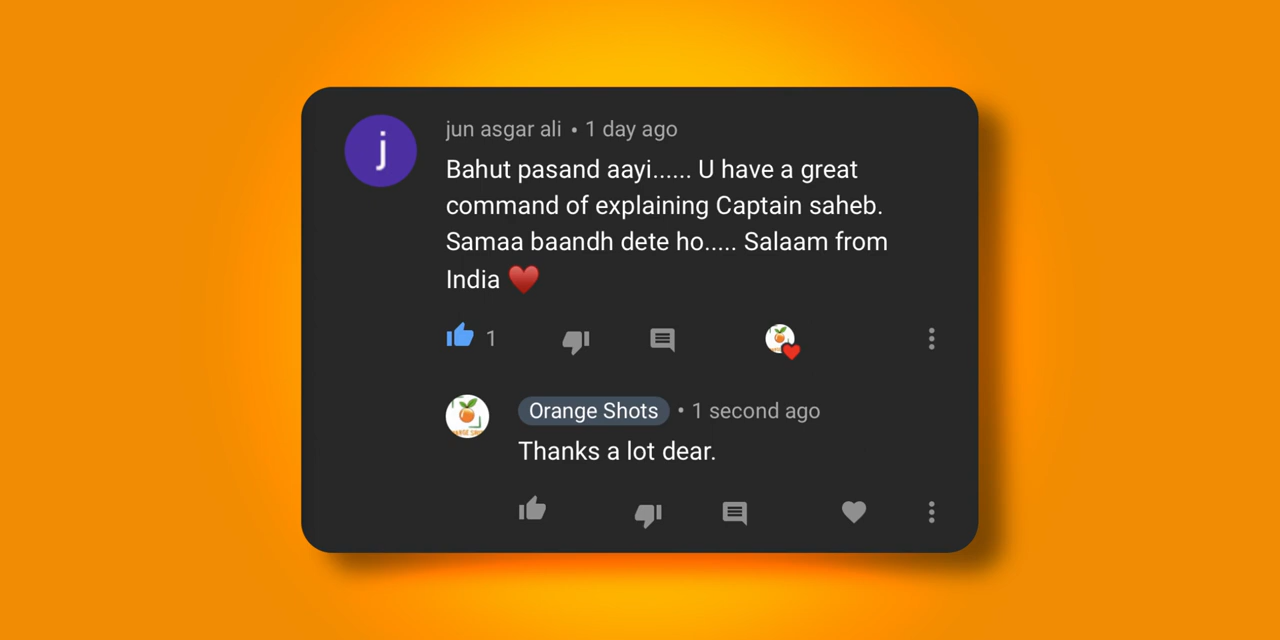 j
jun asgar ali • 1 day ago
Bahut pasand aayi...... U have a great
command of explaining Captain saheb.
Samaa baandh dete ho..... Salaam from
India ♥️
1
Orange Shots • 1 second ago
Thanks a lot dear.